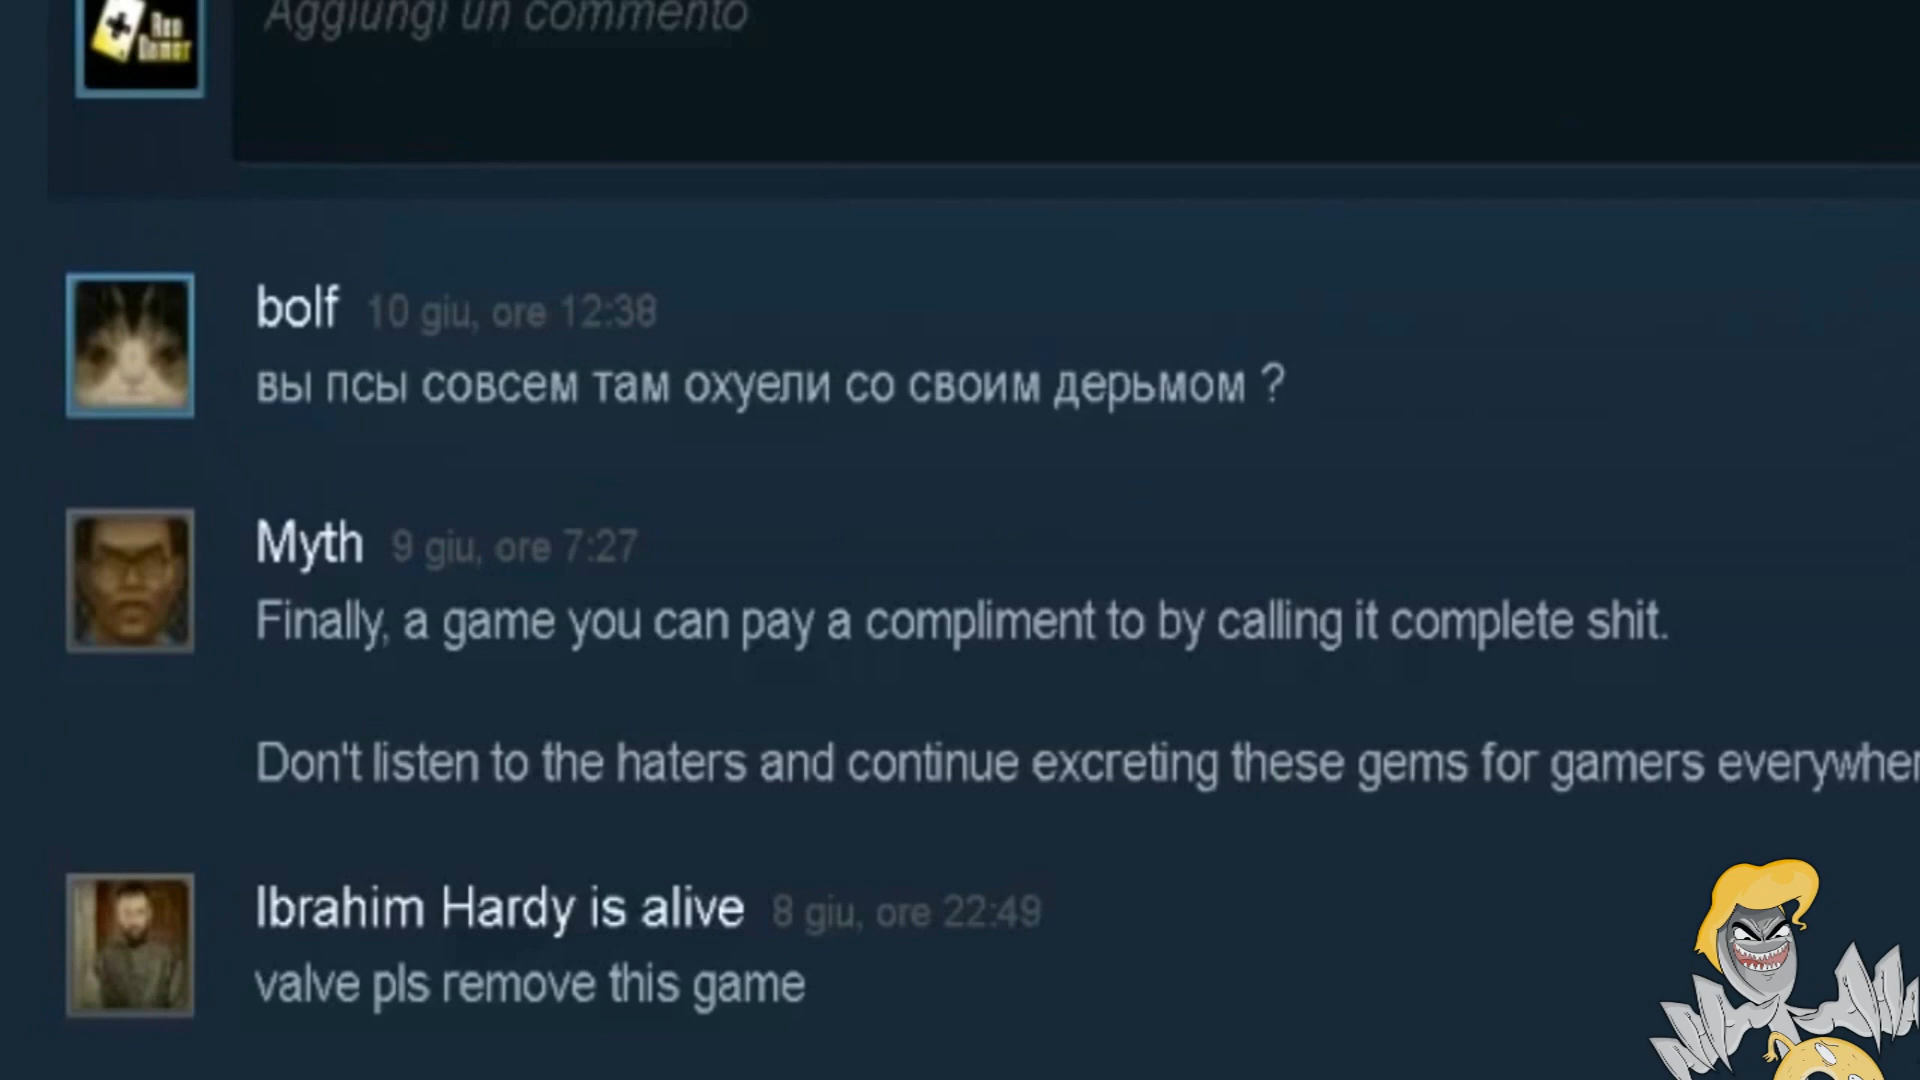 Aggiungi un commento
bolf 10 giu, ore 12:38
вы псы совсем там охуели со своим дерьмом ?
Myth 9 giu, ore 7:27
Finally, a game you can pay a compliment to by calling it complete shit.
Don't listen to the haters and continue excreting these gems for gamers everywher
Ibrahim Hardy is alive 8 giu, ore 22:49
valve pls remove this game